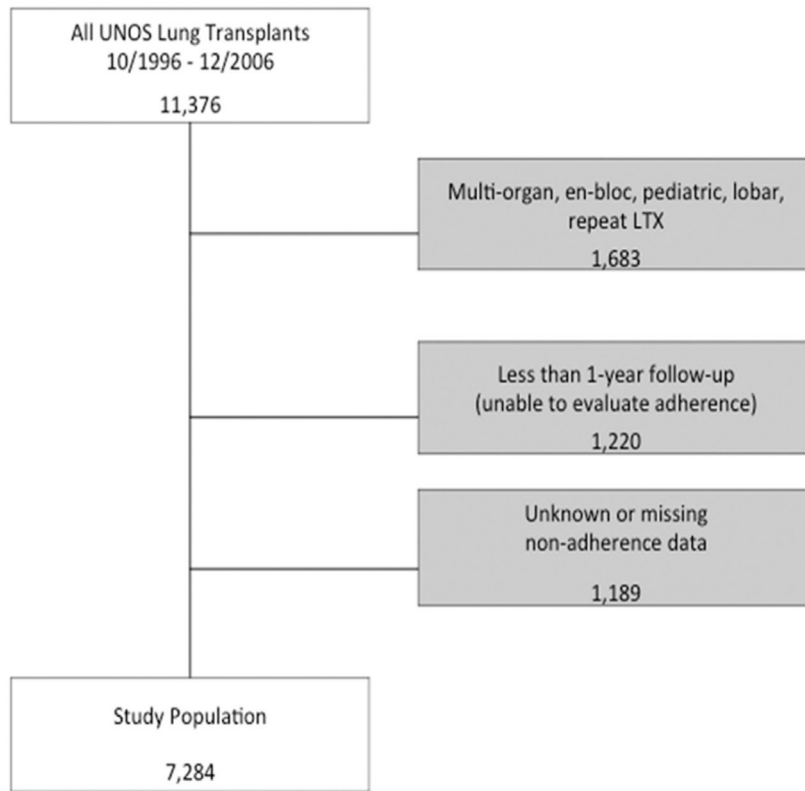 All UNOS Lung Transplants
10/1996 - 12/2006
11,376
Multi-organ, en-bloc, pediatric, lobar,
repeat LTX
1,683
Less than 1-year follow-up
(unable to evaluate adherence)
1,220
Unknown or missing
non-adherence data
1,189
Study Population
7,284